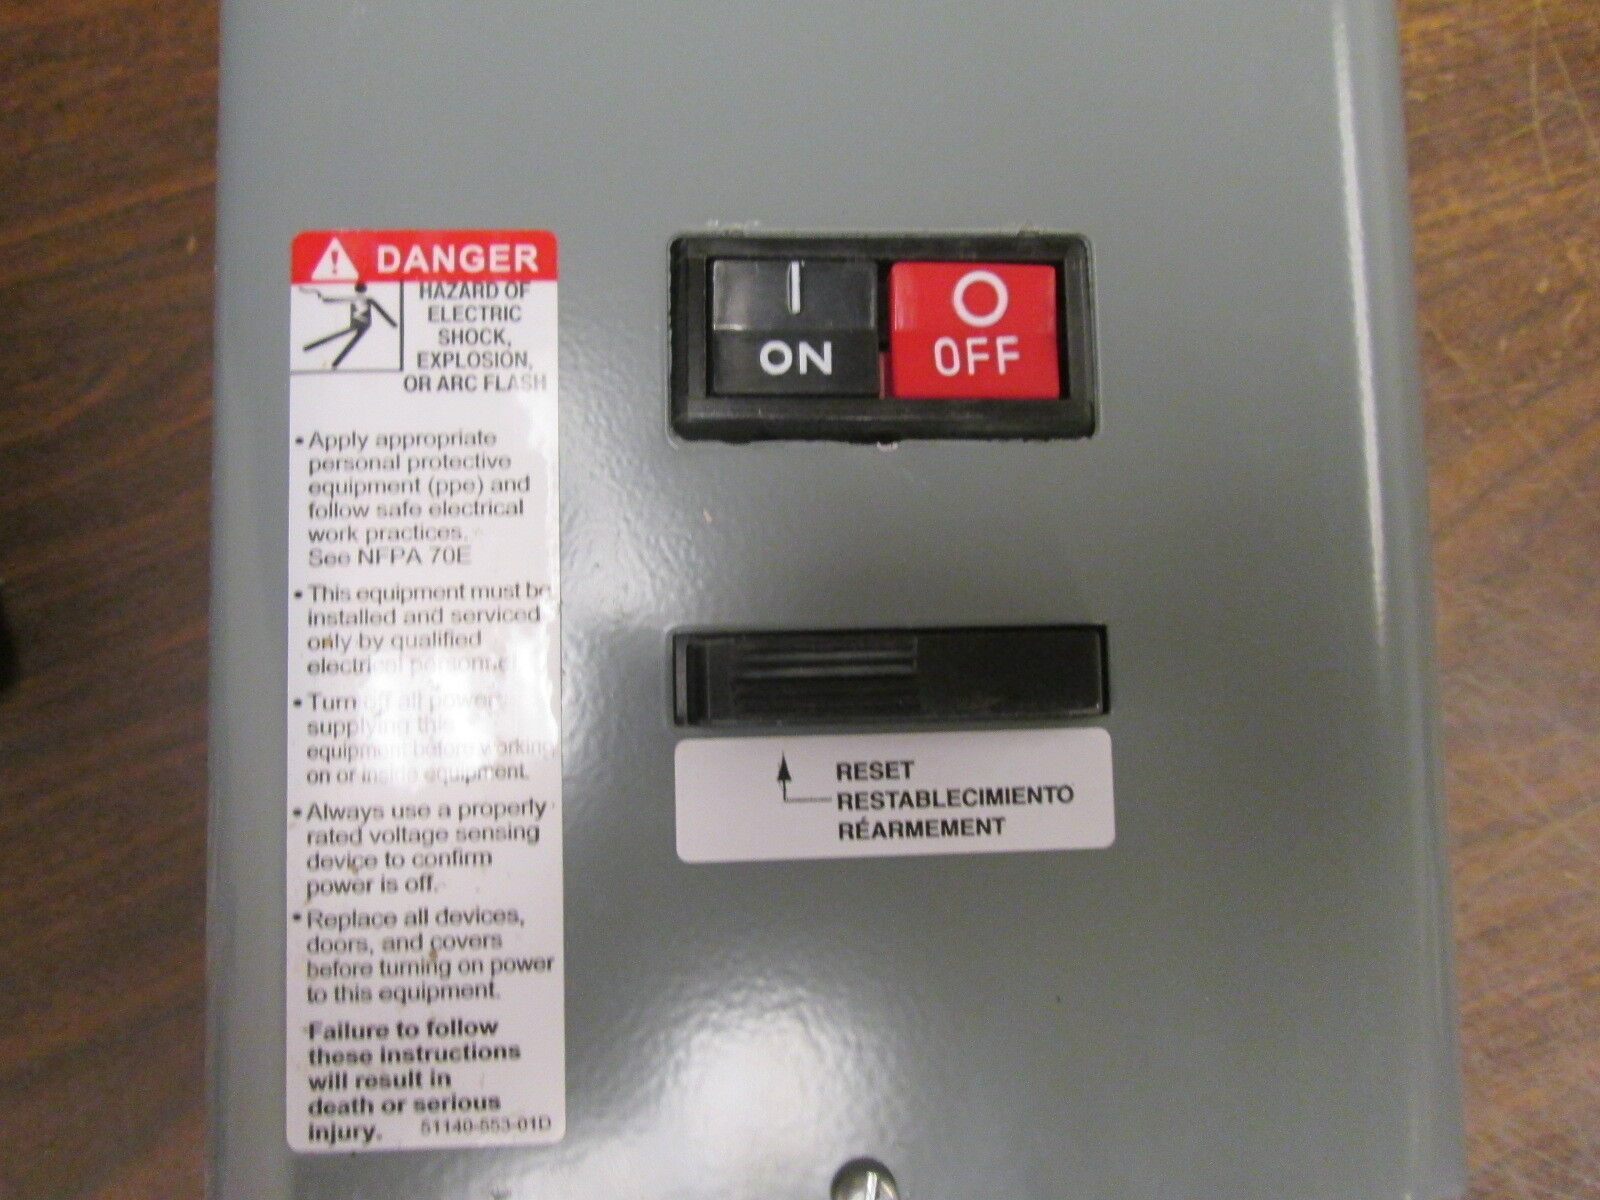 DANGER
HAZARD OF
ELECTRIC
SHOCK,
EXPLOSION,
OR ARC FLASH
• Apply appropriate
personal protective
equipment (ppe) and
follow safe electrical
work practices.
See NFPA 70E
• This equipment must be
installed and serviced
only by qualified
electrical personnel
• Turn off all power
supplying this
equipment before working
on or inside equipment.
• Always use a properly
rated voltage sensing
device to confirm
power is off.
• Replace all devices,
doors, and covers
before turning on power
to this equipment.
Failure to follow
these instructions
will result in
death or serious
injury. 51140-553-01D
I O
ON OFF
RESET
RESTABLECIMIENTO
RÉARMEMENT